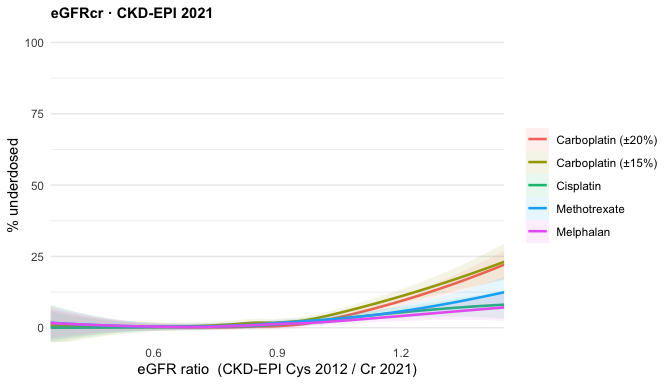 eGFRcr · CKD-EPI 2021
100
75
50
25
0
% underdosed
0.6
0.9
1.2
eGFR ratio  (CKD-EPI Cys 2012 / Cr 2021)
Carboplatin (±20%)
Carboplatin (±15%)
Cisplatin
Methotrexate
Melphalan